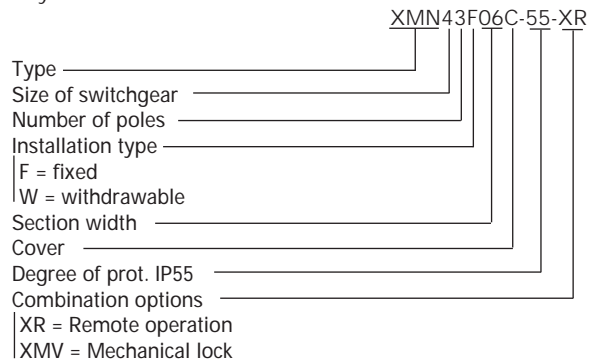 XMN43F06C-55-XR
Type
Size of switchgear
Number of poles
Installation type
F = fixed
W = withdrawable
Section width
Cover
Degree of prot. IP55
Combination options
XR = Remote operation
XMV = Mechanical lock